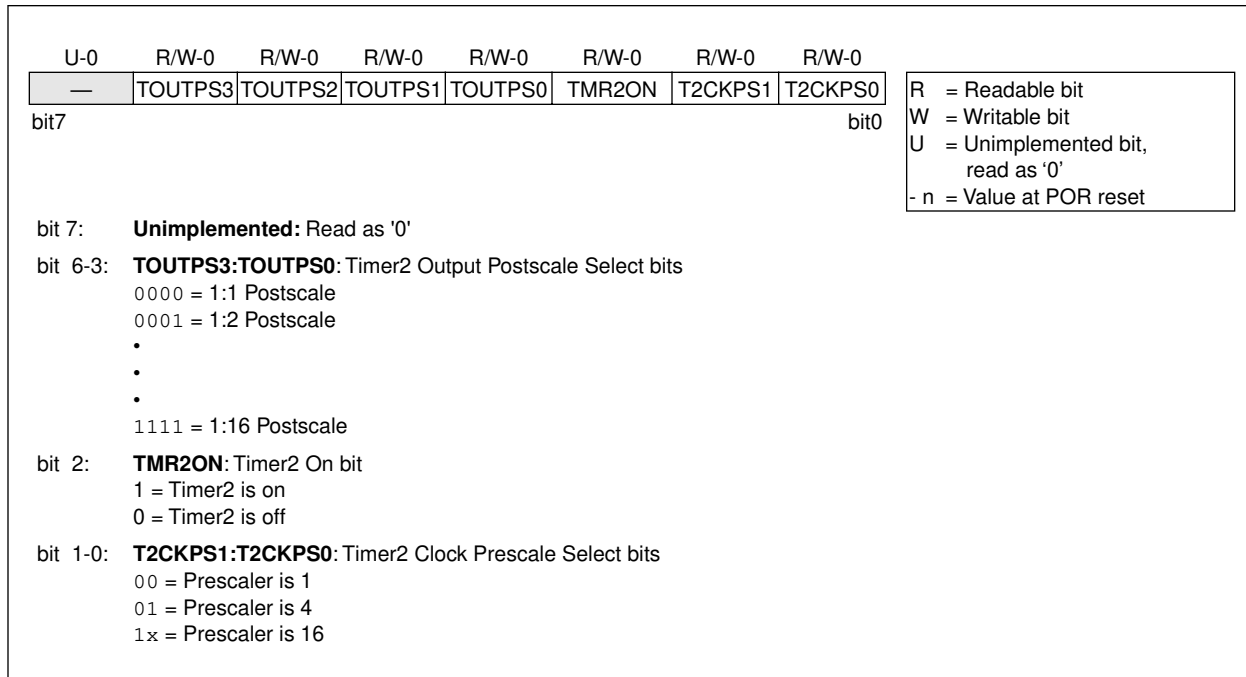 U-0 R/W-0 R/W-0 R/W-0 R/W-0 R/W-0 R/W-0 R/W-0
— TOUTPS3 TOUTPS2 TOUTPS1 TOUTPS0 TMR2ON T2CKPS1 T2CKPS0
bit7 bit0
R = Readable bit
W = Writable bit
U = Unimplemented bit,
read as ‘0’
- n = Value at POR reset
bit 7: Unimplemented: Read as '0'
bit 6-3: TOUTPS3:TOUTPS0: Timer2 Output Postscale Select bits
0000 = 1:1 Postscale
0001 = 1:2 Postscale
•
•
•
1111 = 1:16 Postscale
bit 2: TMR2ON: Timer2 On bit
1 = Timer2 is on
0 = Timer2 is off
bit 1-0: T2CKPS1:T2CKPS0: Timer2 Clock Prescale Select bits
00 = Prescaler is 1
01 = Prescaler is 4
1x = Prescaler is 16